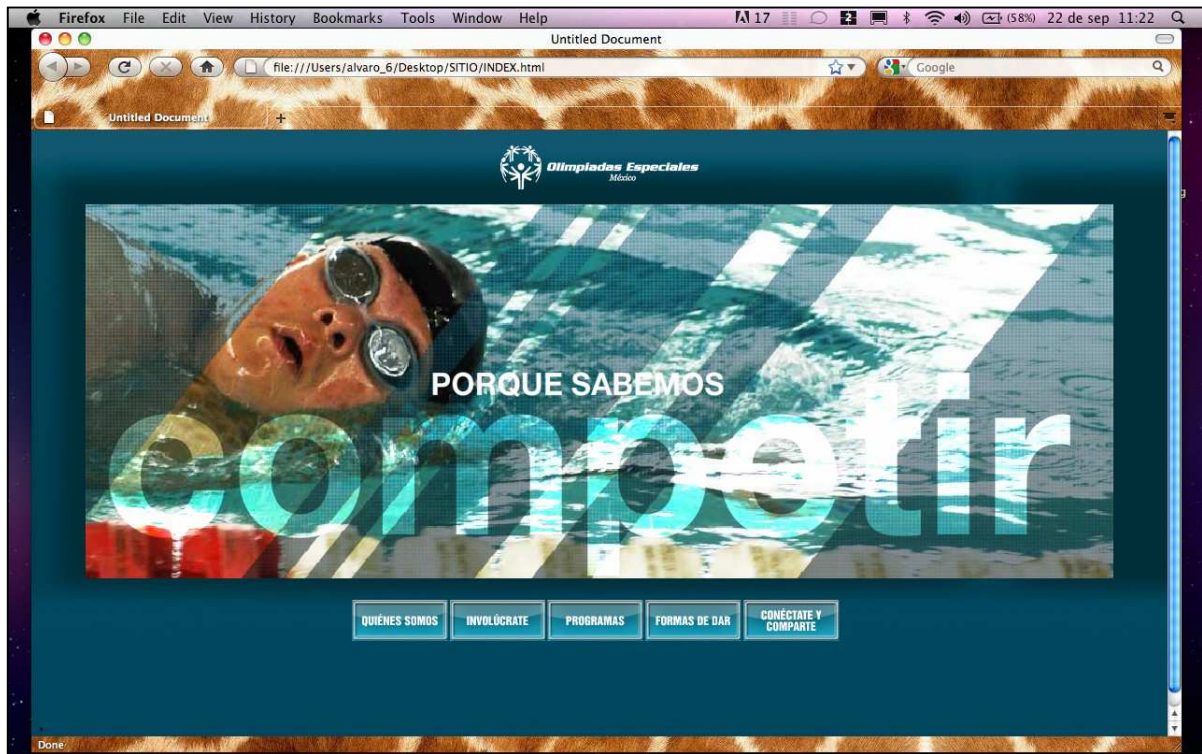 Firefox File Edit View History Bookmarks Tools Window Help 17 2 (58%) 22 de sep 11:22
Untitled Document
file:///Users/alvaro_6/Desktop/SITIO/INDEX.html Google
Untitled Document +
Olimpiadas Especiales
México
PORQUE SABEMOS
competir
QUIÉNES SOMOS INVOLÚCRATE PROGRAMAS FORMAS DE DAR CONÉCTATE Y
COMPARTE
Done